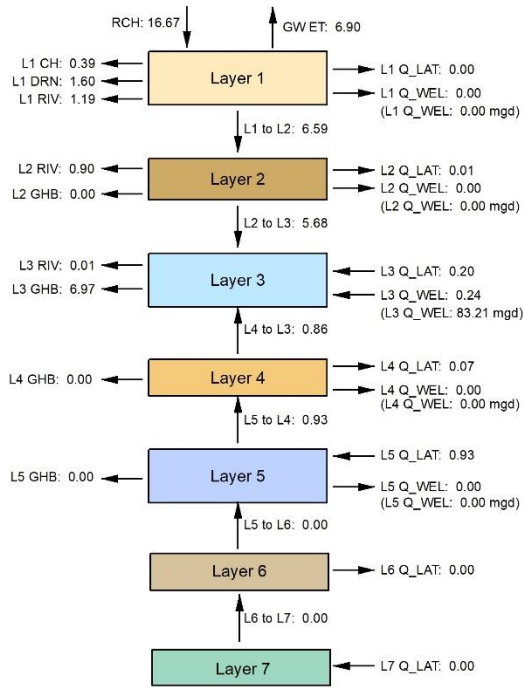 RCH: 16.67
GW ET: 6.90
L1 CH: 0.39
L1 DRN: 1.60
L1 RIV: 1.19
Layer 1
L1 Q_LAT: 0.00
L1 Q_WEL: 0.00
(L1 Q_WEL: 0.00 mgd)
L1 to L2: 6.59
L2 RIV: 0.90
L2 GHB: 0.00
Layer 2
L2 Q_LAT: 0.01
L2 Q_WEL: 0.00
(L2 Q_WEL: 0.00 mgd)
L2 to L3: 5.68
L3 RIV: 0.01
L3 GHB: 6.97
Layer 3
L3 Q_LAT: 0.20
L3 Q_WEL: 0.24
(L3 Q_WEL: 83.21 mgd)
L4 to L3: 0.86
L4 GHB: 0.00
Layer 4
L4 Q_LAT: 0.07
L4 Q_WEL: 0.00
(L4 Q_WEL: 0.00 mgd)
L5 to L4: 0.93
L5 GHB: 0.00
Layer 5
L5 Q_LAT: 0.93
L5 Q_WEL: 0.00
(L5 Q_WEL: 0.00 mgd)
L5 to L6: 0.00
Layer 6
L6 Q_LAT: 0.00
L6 to L7: 0.00
Layer 7
L7 Q_LAT: 0.00